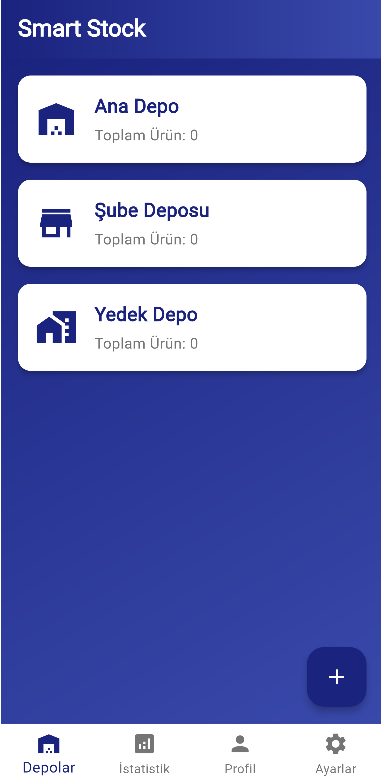 Smart Stock
Ana Depo
Toplam Ürün: 0
Şube Deposu
Toplam Ürün: 0
Yedek Depo
Toplam Ürün: 0
+
Depolar
İstatistik
Profil
Ayarlar